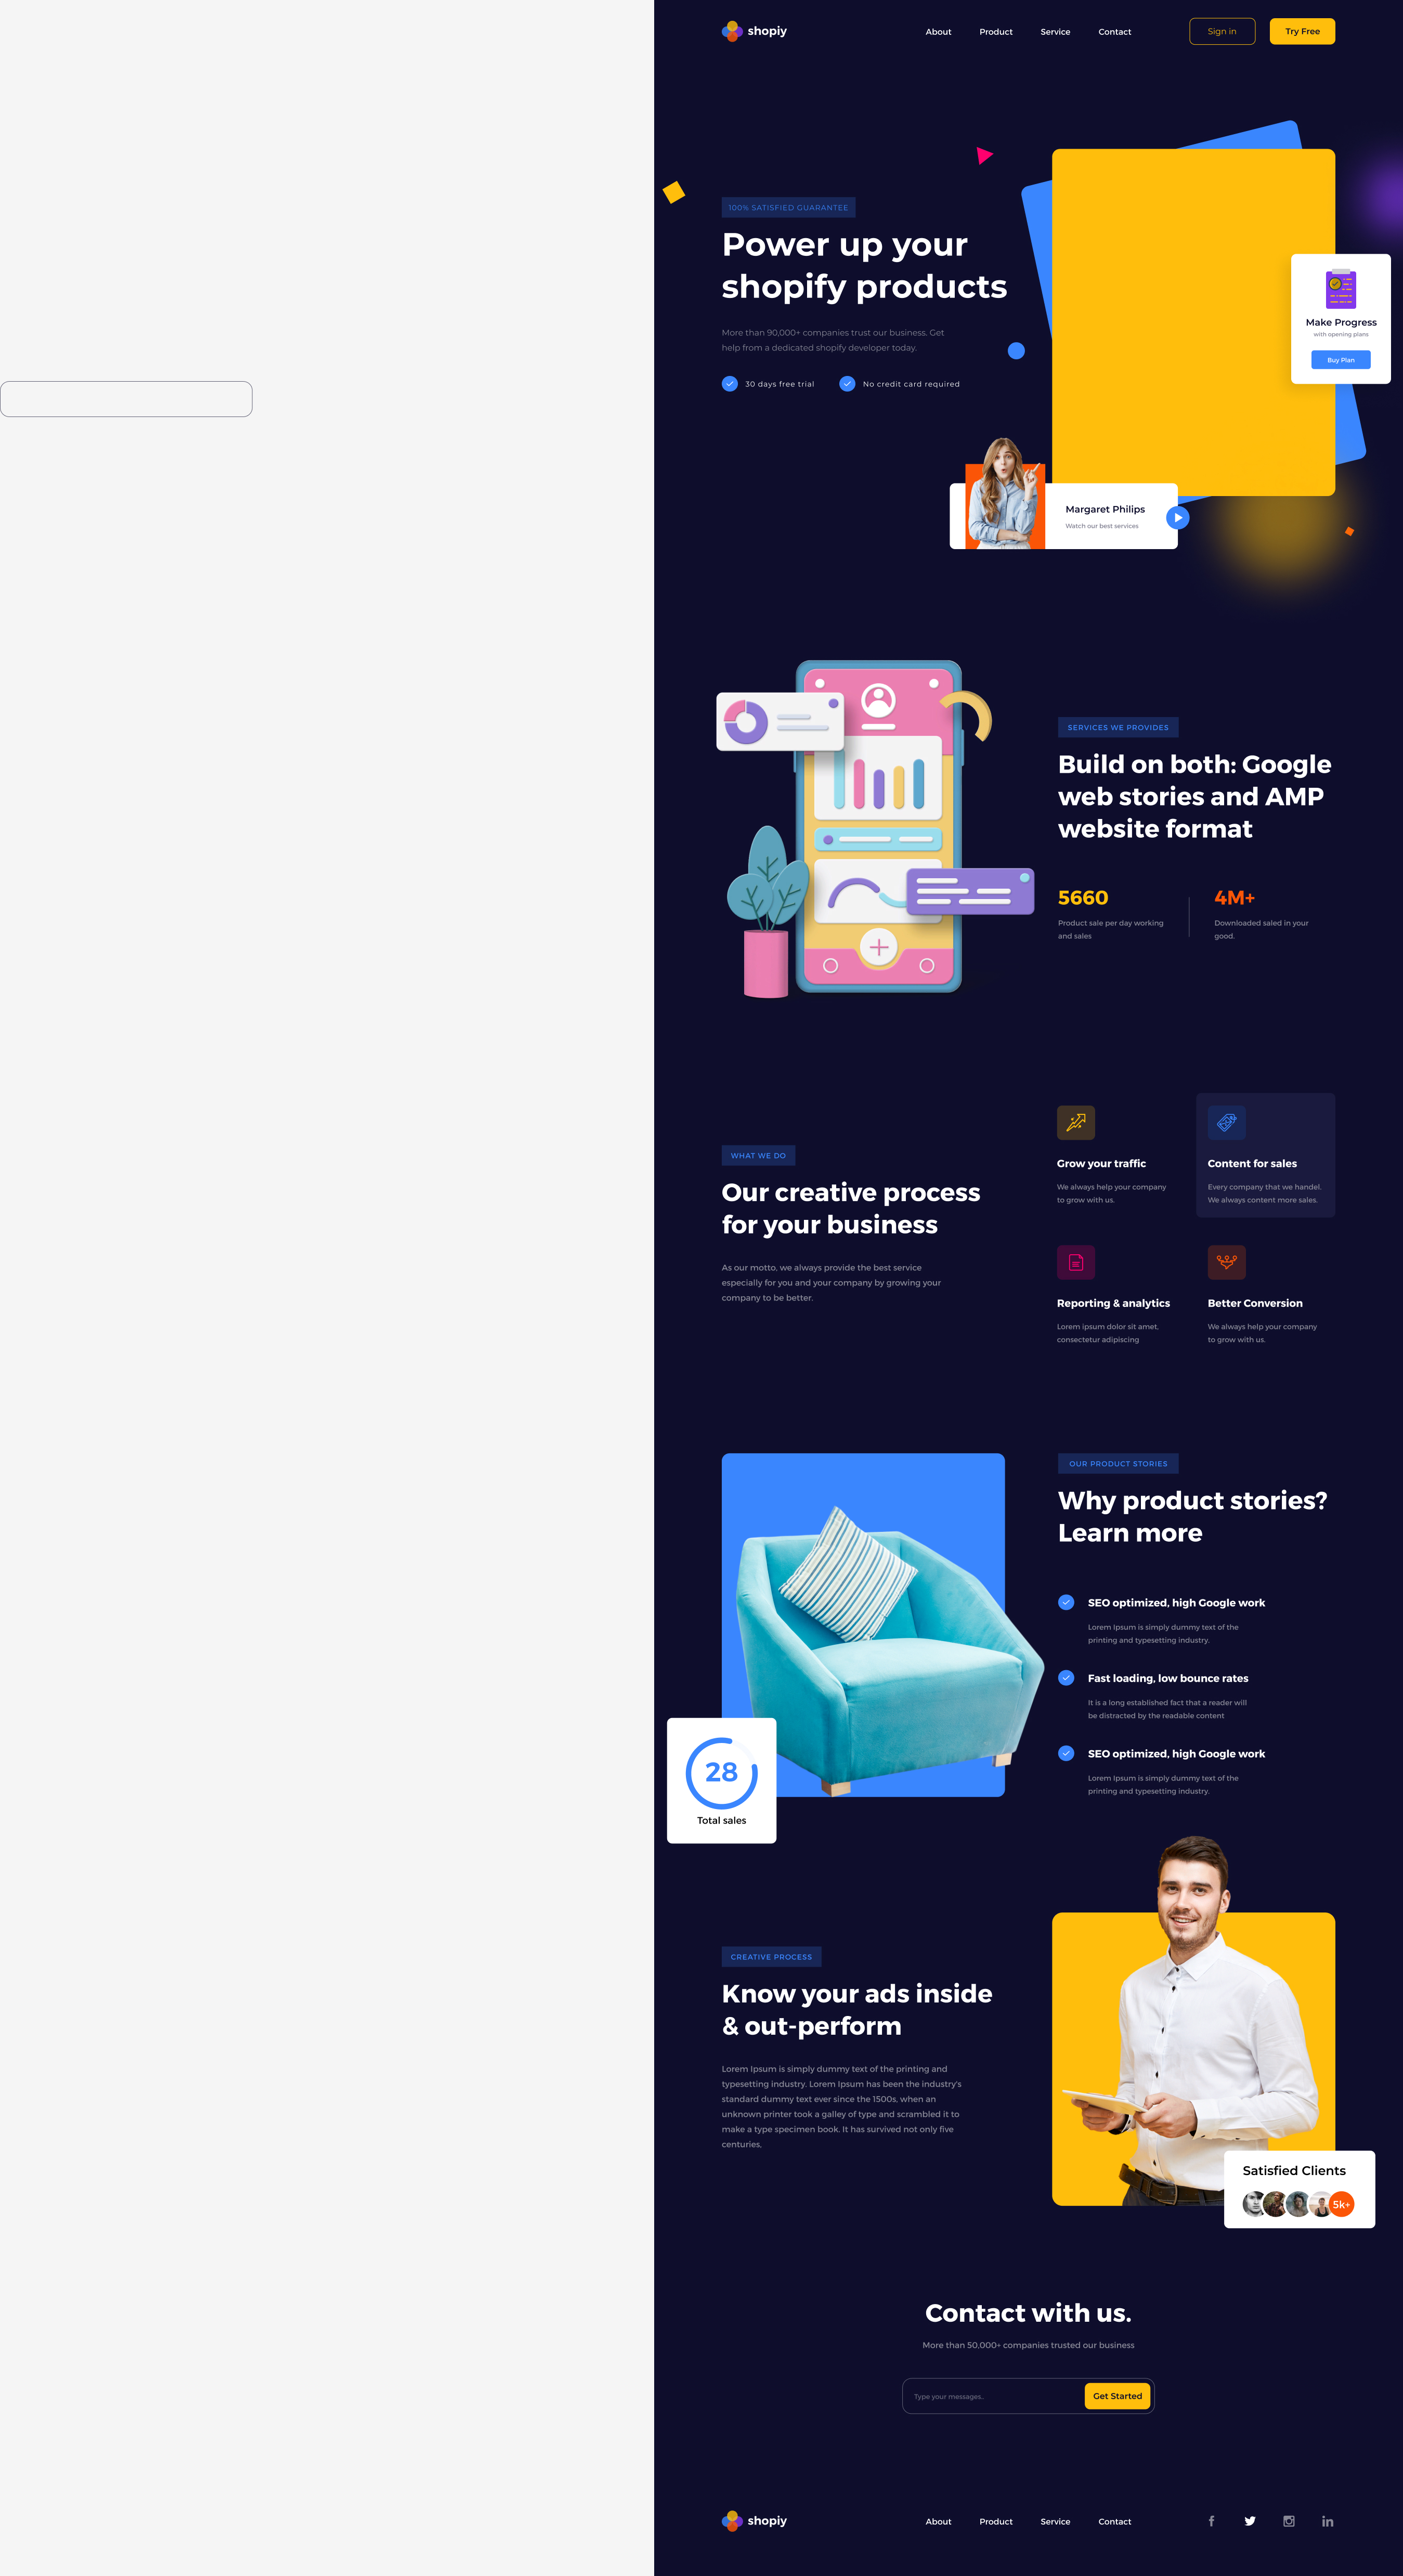 shopiy
About Product Service Contact
Sign in
Try Free
100% SATISFIED GUARANTEE
Power up your
shopify products
More than 90,000+ companies trust our business. Get
help from a dedicated shopify developer today.
30 days free trial
No credit card required
Make Progress
with opening plans
Buy Plan
Margaret Philips
Watch our best services
SERVICES WE PROVIDES
Build on both: Google
web stories and AMP
website format
5660
Product sale per day working
and sales
4M+
Downloaded saled in your
good.
WHAT WE DO
Our creative process
for your business
As our motto, we always provide the best service
especially for you and your company by growing your
company to be better.
Grow your traffic
We always help your company
to grow with us.
Content for sales
Every company that we handel.
We always content more sales.
Reporting & analytics
Lorem ipsum dolor sit amet,
consectetur adipiscing
Better Conversion
We always help your company
to grow with us.
OUR PRODUCT STORIES
Why product stories?
Learn more
SEO optimized, high Google work
Lorem Ipsum is simply dummy text of the
printing and typesetting industry.
Fast loading, low bounce rates
It is a long established fact that a reader will
be distracted by the readable content
SEO optimized, high Google work
Lorem Ipsum is simply dummy text of the
printing and typesetting industry.
28
Total sales
CREATIVE PROCESS
Know your ads inside
& out-perform
Lorem Ipsum is simply dummy text of the printing and
typesetting industry. Lorem Ipsum has been the industry's
standard dummy text ever since the 1500s, when an
unknown printer took a galley of type and scrambled it to
make a type specimen book. It has survived not only five
centuries,
Satisfied Clients
5k+
Contact with us.
More than 50,000+ companies trusted our business
Type your messages..
Get Started
shopiy
About Product Service Contact